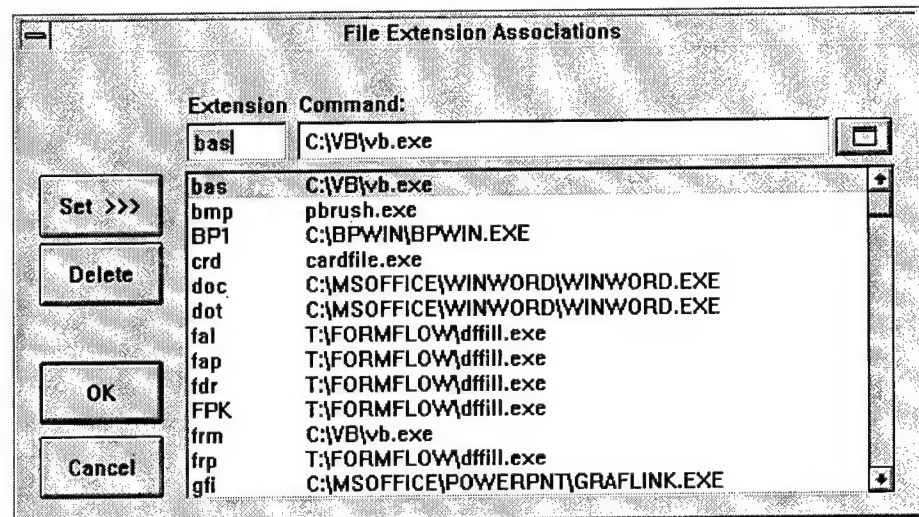 File Extension Associations
Extension Command:
bas C:\VB\vb.exe
bas C:\VB\vb.exe
Set >>>
bmp pbrush.exe
BP1 C:\BPWIN\BPWIN.EXE
crd cardfile.exe
Delete
doc C:\MSOFFICE\WINWORD\WINWORD.EXE
dot C:\MSOFFICE\WINWORD\WINWORD.EXE
fal T:\FORMFLOW\dffill.exe
fap T:\FORMFLOW\dffill.exe
fdr T:\FORMFLOW\dffill.exe
OK
FPK T:\FORMFLOW\dffill.exe
frm C:\VB\vb.exe
frp T:\FORMFLOW\dffill.exe
Cancel
gfi C:\MSOFFICE\POWERPNT\GRAFLINK.EXE